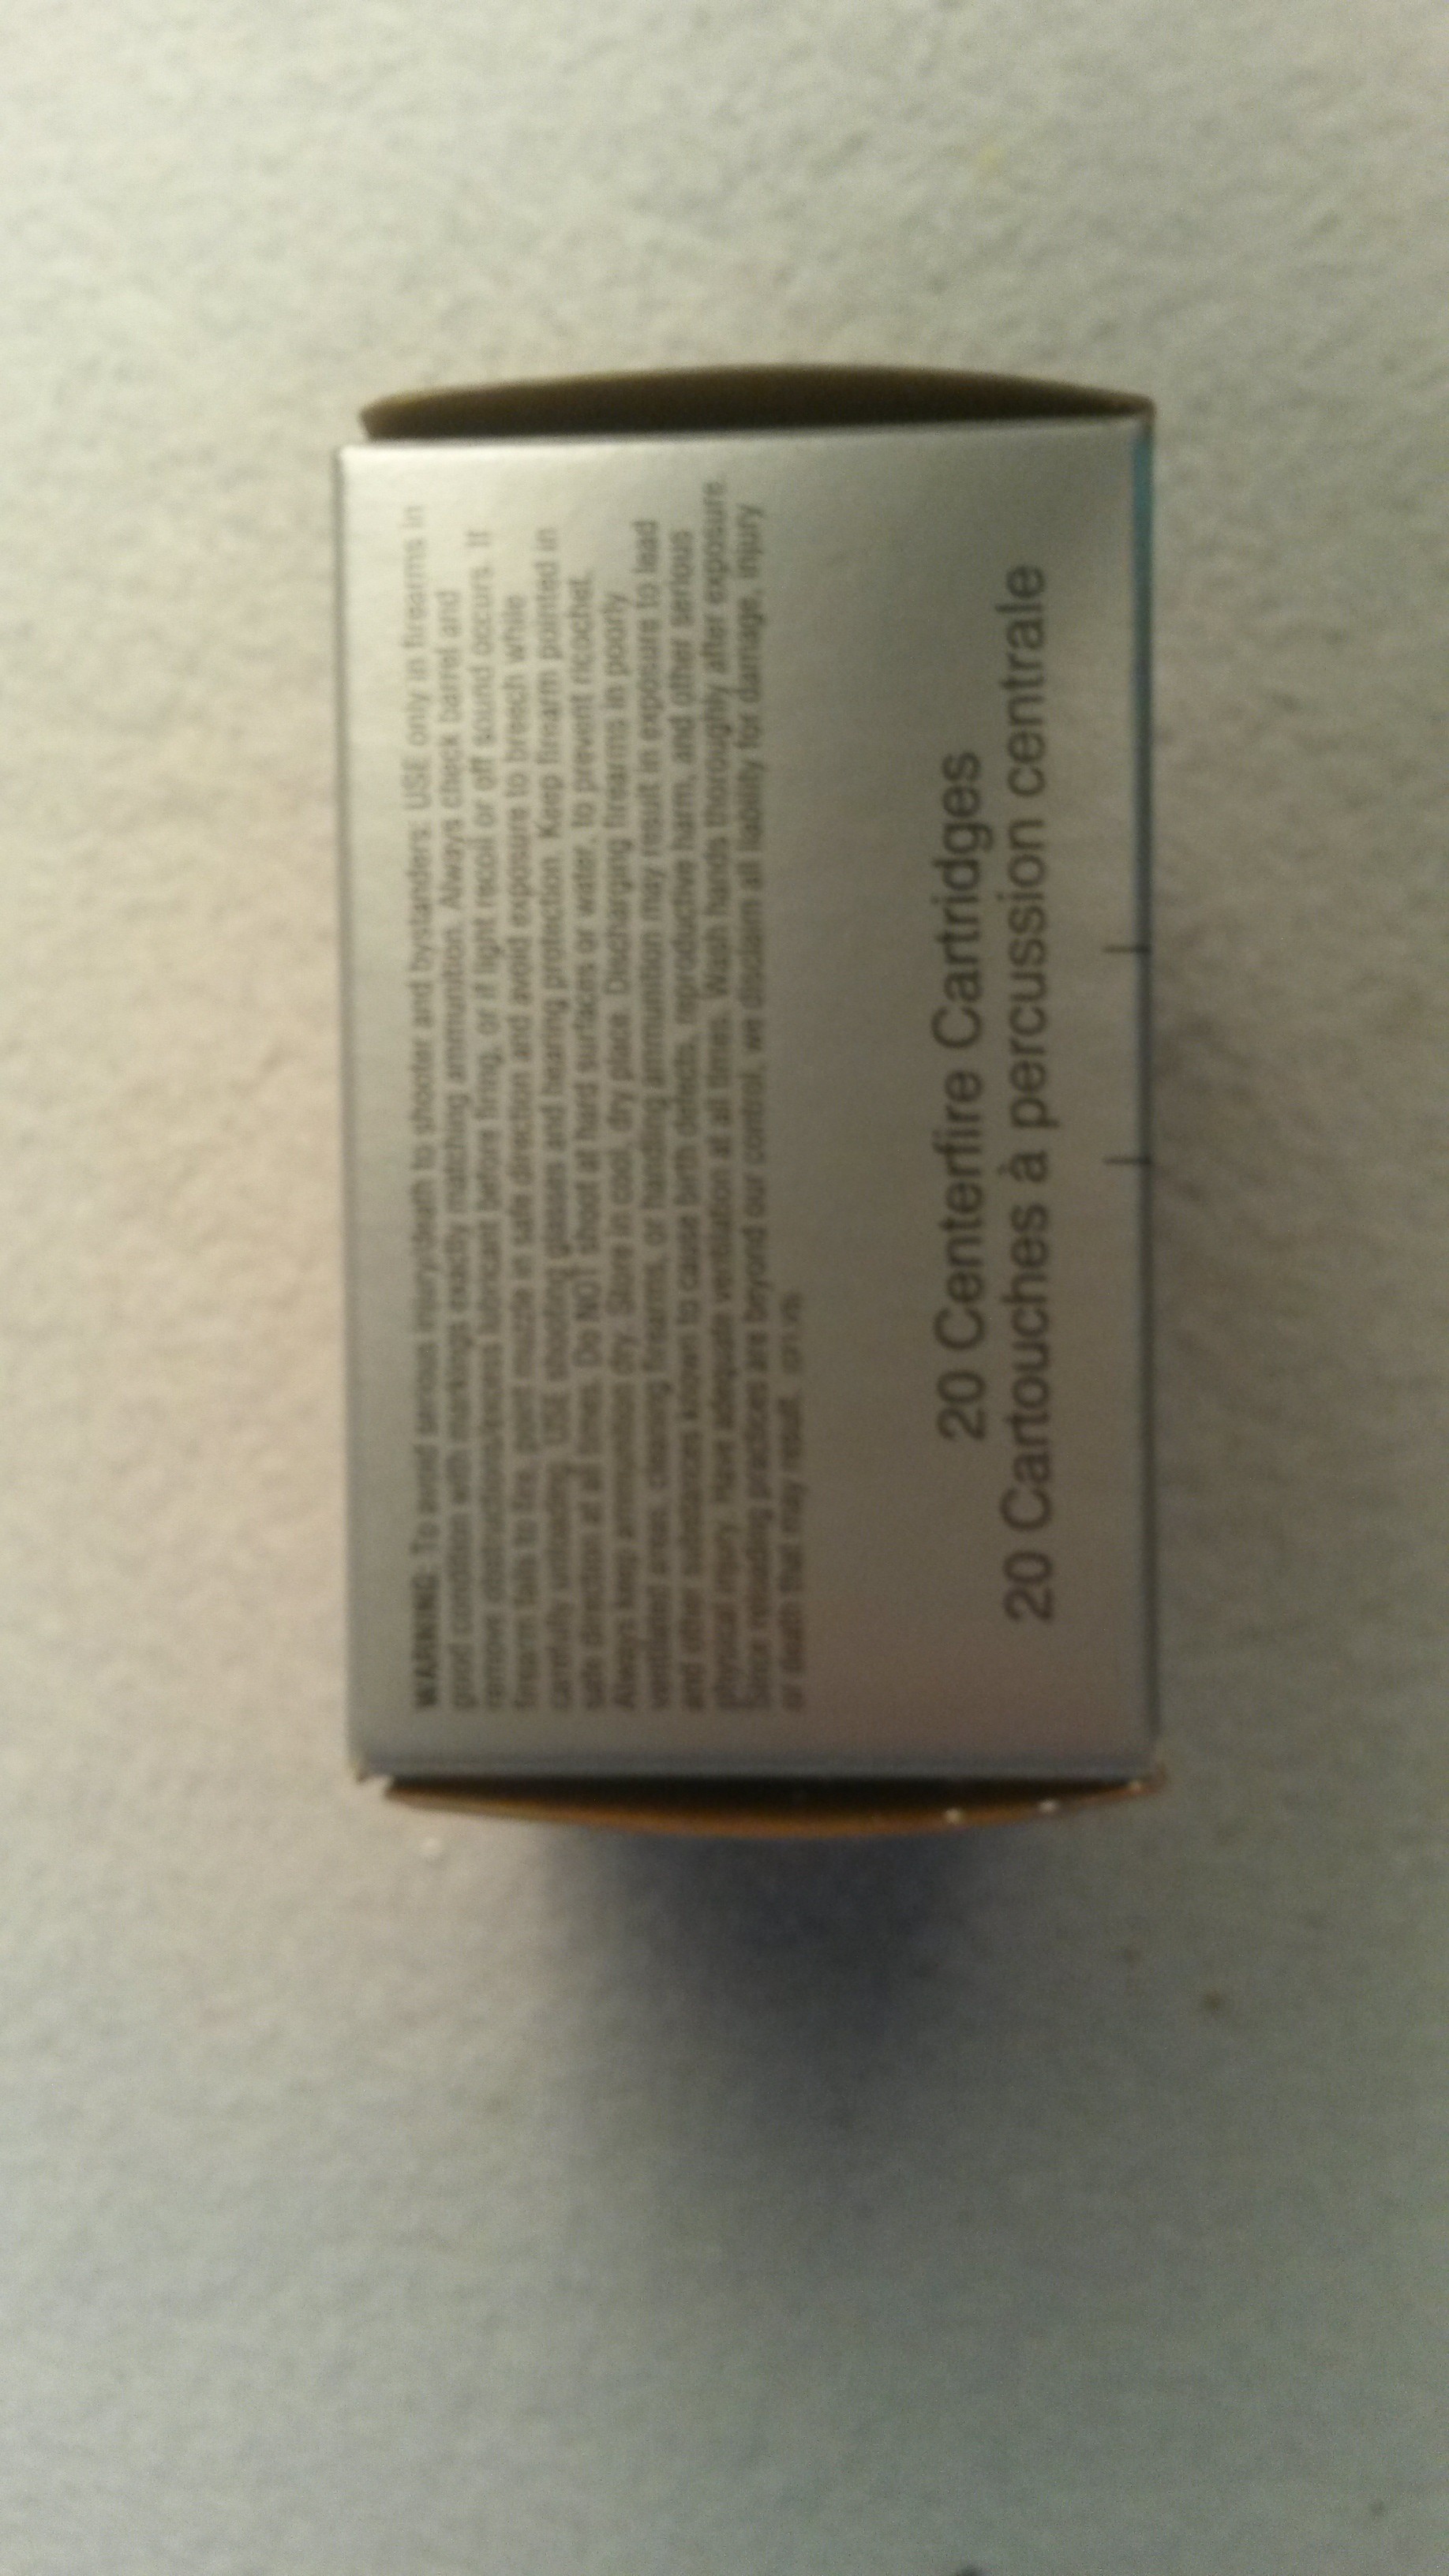 WARNING: To avoid serious injury/death to shooter and bystanders: USE only in firearms in
good condition with markings exactly matching ammunition. Always check barrel and
remove obstructions/excess lubricant before firing, or if light recoil or off sound occurs. If
firearm fails to fire, point muzzle in safe direction and avoid exposure to breech while
carefully unloading. USE shooting glasses and hearing protection. Keep firearm pointed in
safe direction at all times. Do NOT shoot at hard surfaces or water, to prevent ricochet.
Always keep ammunition dry. Store in cool, dry place. Discharging firearms in poorly
ventilated areas, cleaning firearms, or handling ammunition may result in exposure to lead
and other substances known to cause birth defects, reproductive harm, and other serious
physical injury. Have adequate ventilation at all times. Wash hands thoroughly after exposure.
Since reloading practices are beyond our control, we disclaim all liability for damage, injury
or death that may result.
20 Centerfire Cartridges
20 Cartouches à percussion centrale